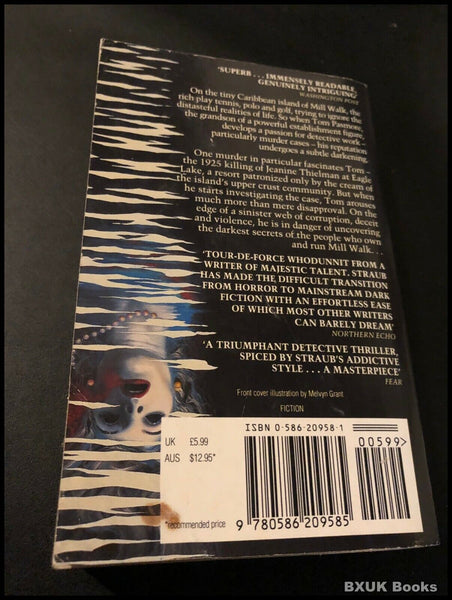 'SUPERB . . . IMMENSELY READABLE,
GENUINELY INTRIGUING'
WASHINGTON POST
On the tiny Caribbean island of Mill Walk, the
rich play tennis, polo and golf, trying to ignore the
distasteful realities of life. So when Tom Pasmore,
the grandson of a powerful establishment figure,
develops a passion for detective work –
particularly murder cases – his reputation
undergoes a subtle darkening.
One murder in particular fascinates Tom –
the 1925 killing of Jeanine Thielman at Eagle
Lake, a resort patronized only by the cream of
the island's upper crust community. But when
he starts investigating the case, Tom arouses
much more than mere disapproval. On the
edge of a sinister web of corruption, deceit
and violence, he is in danger of uncovering
the darkest secrets of the people who own
and run Mill Walk. . .
'TOUR-DE-FORCE WHODUNNIT FROM A
WRITER OF MAJESTIC TALENT. STRAUB
HAS MADE THE DIFFICULT TRANSITION
FROM HORROR TO MAINSTREAM DARK
FICTION WITH AN EFFORTLESS EASE
OF WHICH MOST OTHER WRITERS
CAN BARELY DREAM'
NORTHERN ECHO
'A TRIUMPHANT DETECTIVE THRILLER,
SPICED BY STRAUB'S ADDICTIVE
STYLE . . . A MASTERPIECE'
FEAR
Front cover illustration by Melvyn Grant
FICTION
UK £5.99
AUS $12.95*
*recommended price
ISBN 0-586-20958-1
00599>
9 780586 209585
BXUK Books